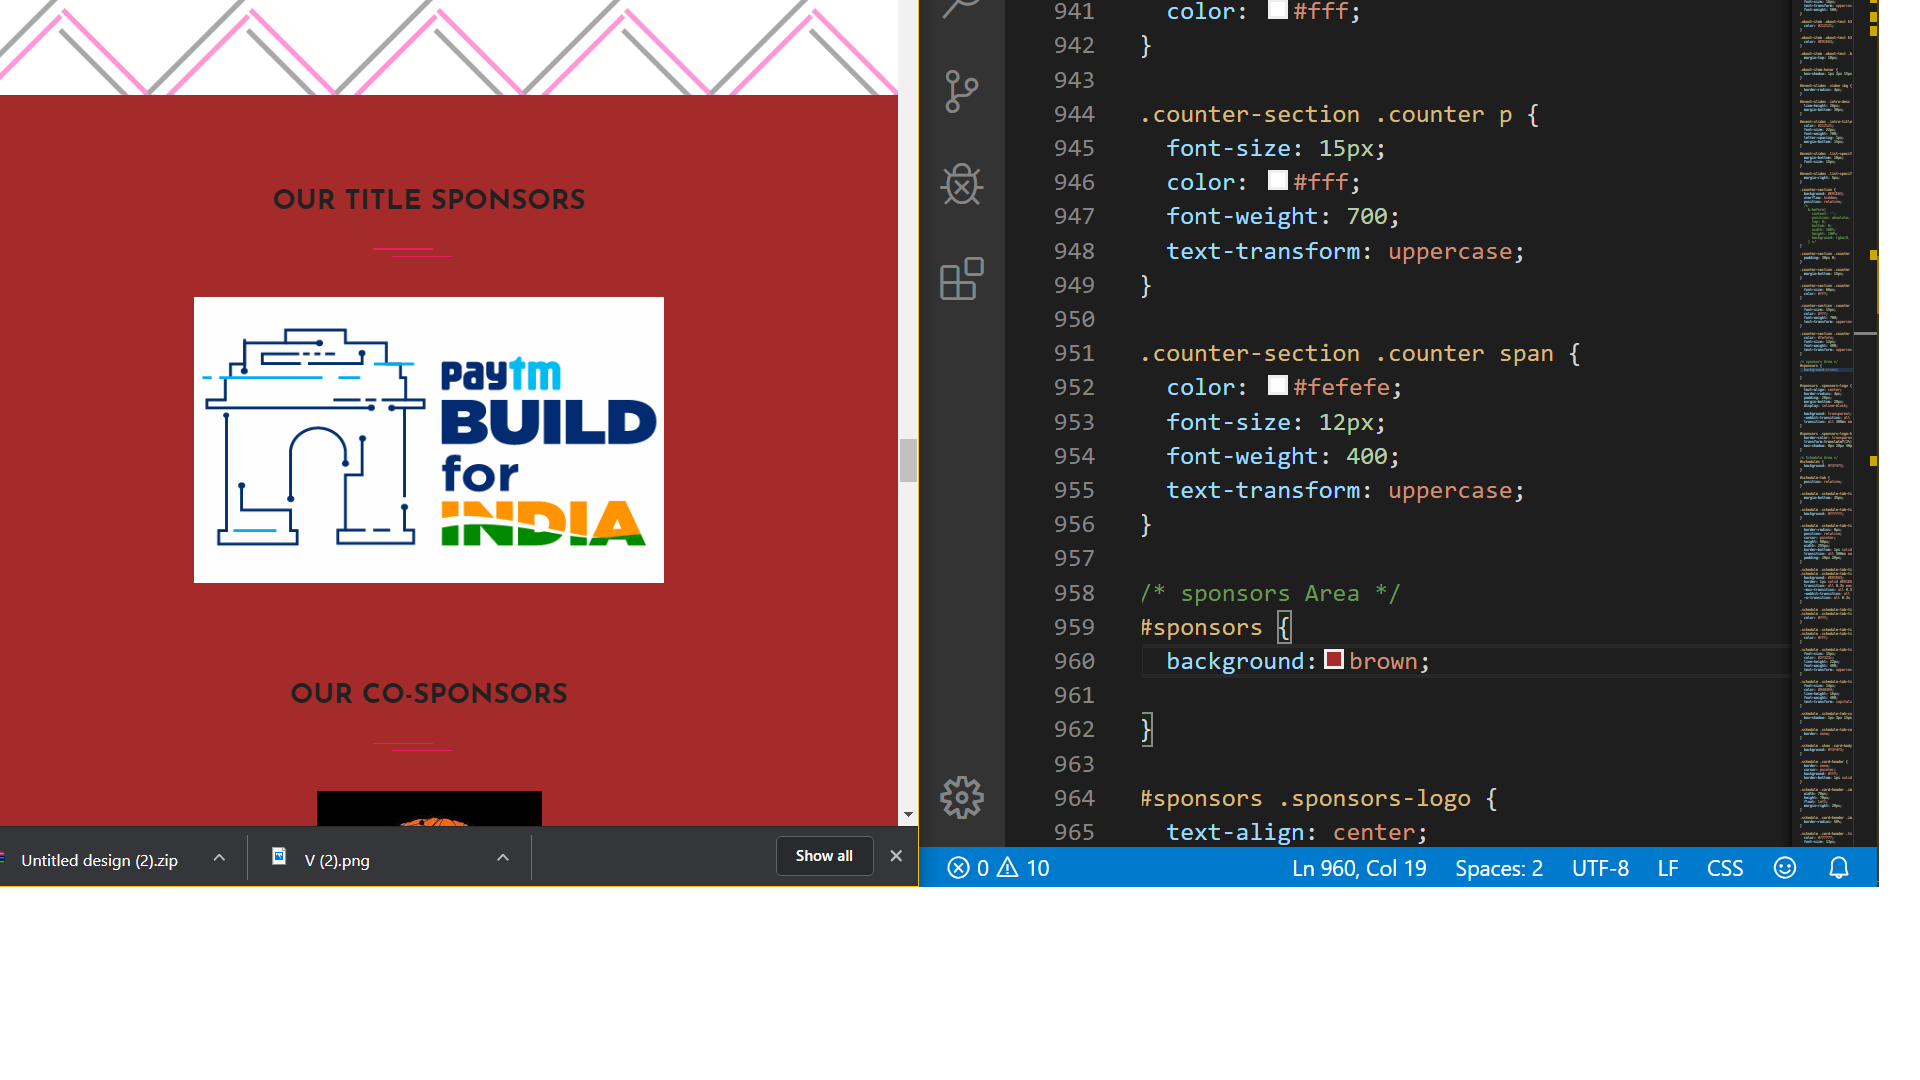 OUR TITLE SPONSORS
paytm
BUILD
for
INDIA
OUR CO-SPONSORS
Untitled design (2).zip
V (2).png
Show all
941 color: #fff;
942 }
943
944 .counter-section .counter p {
945 font-size: 15px;
946 color: #fff;
947 font-weight: 700;
948 text-transform: uppercase;
949 }
950
951 .counter-section .counter span {
952 color: #fefefe;
953 font-size: 12px;
954 font-weight: 400;
955 text-transform: uppercase;
956 }
957
958 /* sponsors Area */
959 #sponsors {
960 background: brown;
961
962 }
963
964 #sponsors .sponsors-logo {
965 text-align: center;
0 10 Ln 960, Col 19 Spaces: 2 UTF-8 LF CSS